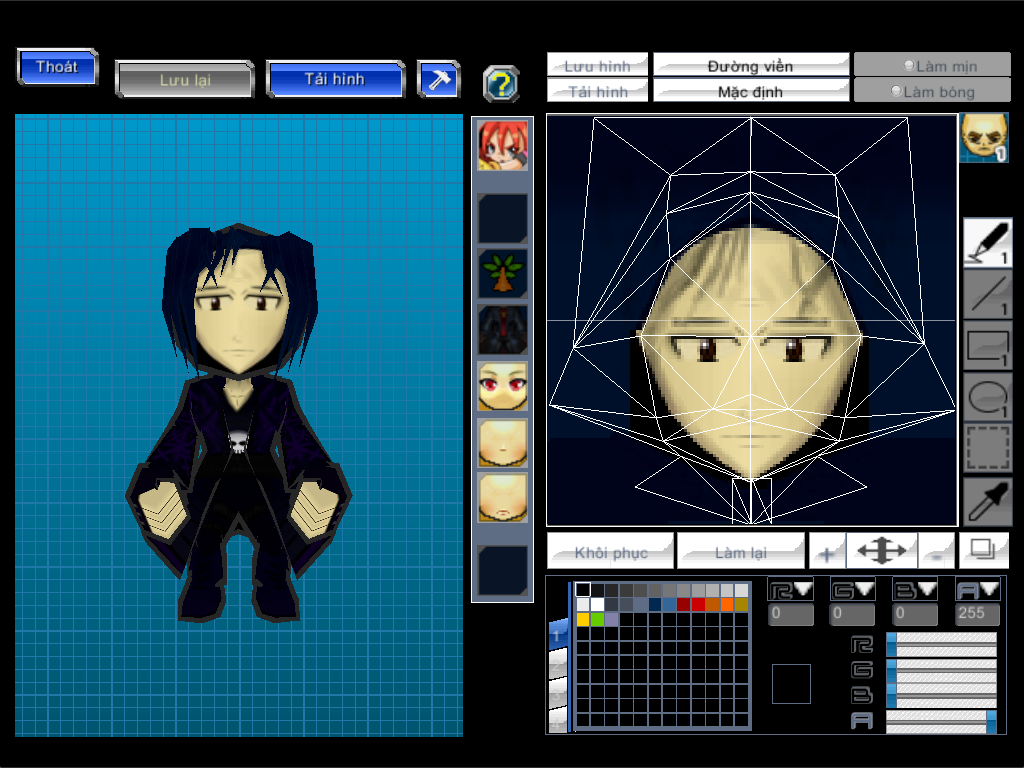 Thoát
Lưu lại
Tải hình
?
Lưu hình
Đường viền
Làm mịn
Tải hình
Mặc định
Làm bóng
1
1
1
1
1
Khôi phục
Làm lại
+
-
R
G
B
A
0
0
0
255
1
R
G
B
A